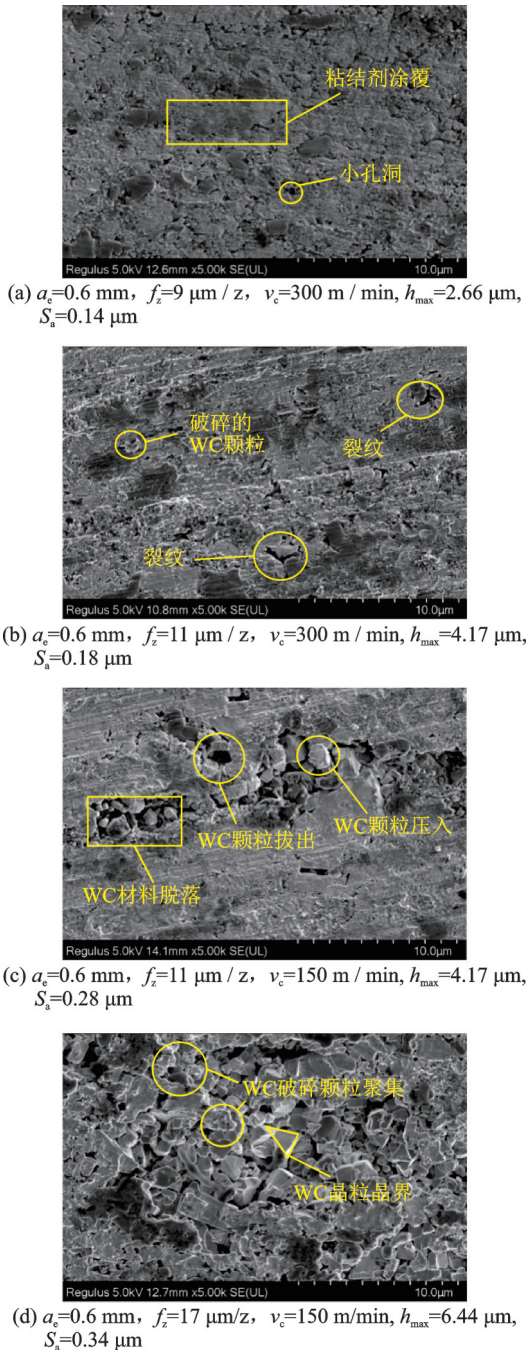 粘结剂涂覆
小孔洞
Regulus 5.0kV 12.6mm x5.00k SE(UL) 10.0μm
(a) ae=0.6 mm，fz=9 μm / z，vc=300 m / min, hmax=2.66 μm,
Sa=0.14 μm
破碎的
WC颗粒
裂纹
裂纹
Regulus 5.0kV 10.8mm x5.00k SE(UL) 10.0μm
(b) ae=0.6 mm，fz=11 μm / z，vc=300 m / min, hmax=4.17 μm,
Sa=0.18 μm
WC颗粒拔出
WC颗粒压入
WC材料脱落
Regulus 5.0kV 14.1mm x5.00k SE(UL) 10.0μm
(c) ae=0.6 mm，fz=11 μm / z，vc=150 m / min, hmax=4.17 μm,
Sa=0.28 μm
WC破碎颗粒聚集
WC晶粒晶界
Regulus 5.0kV 12.7mm x5.00k SE(UL) 10.0μm
(d) ae=0.6 mm，fz=17 μm/z，vc=150 m/min, hmax=6.44 μm,
Sa=0.34 μm